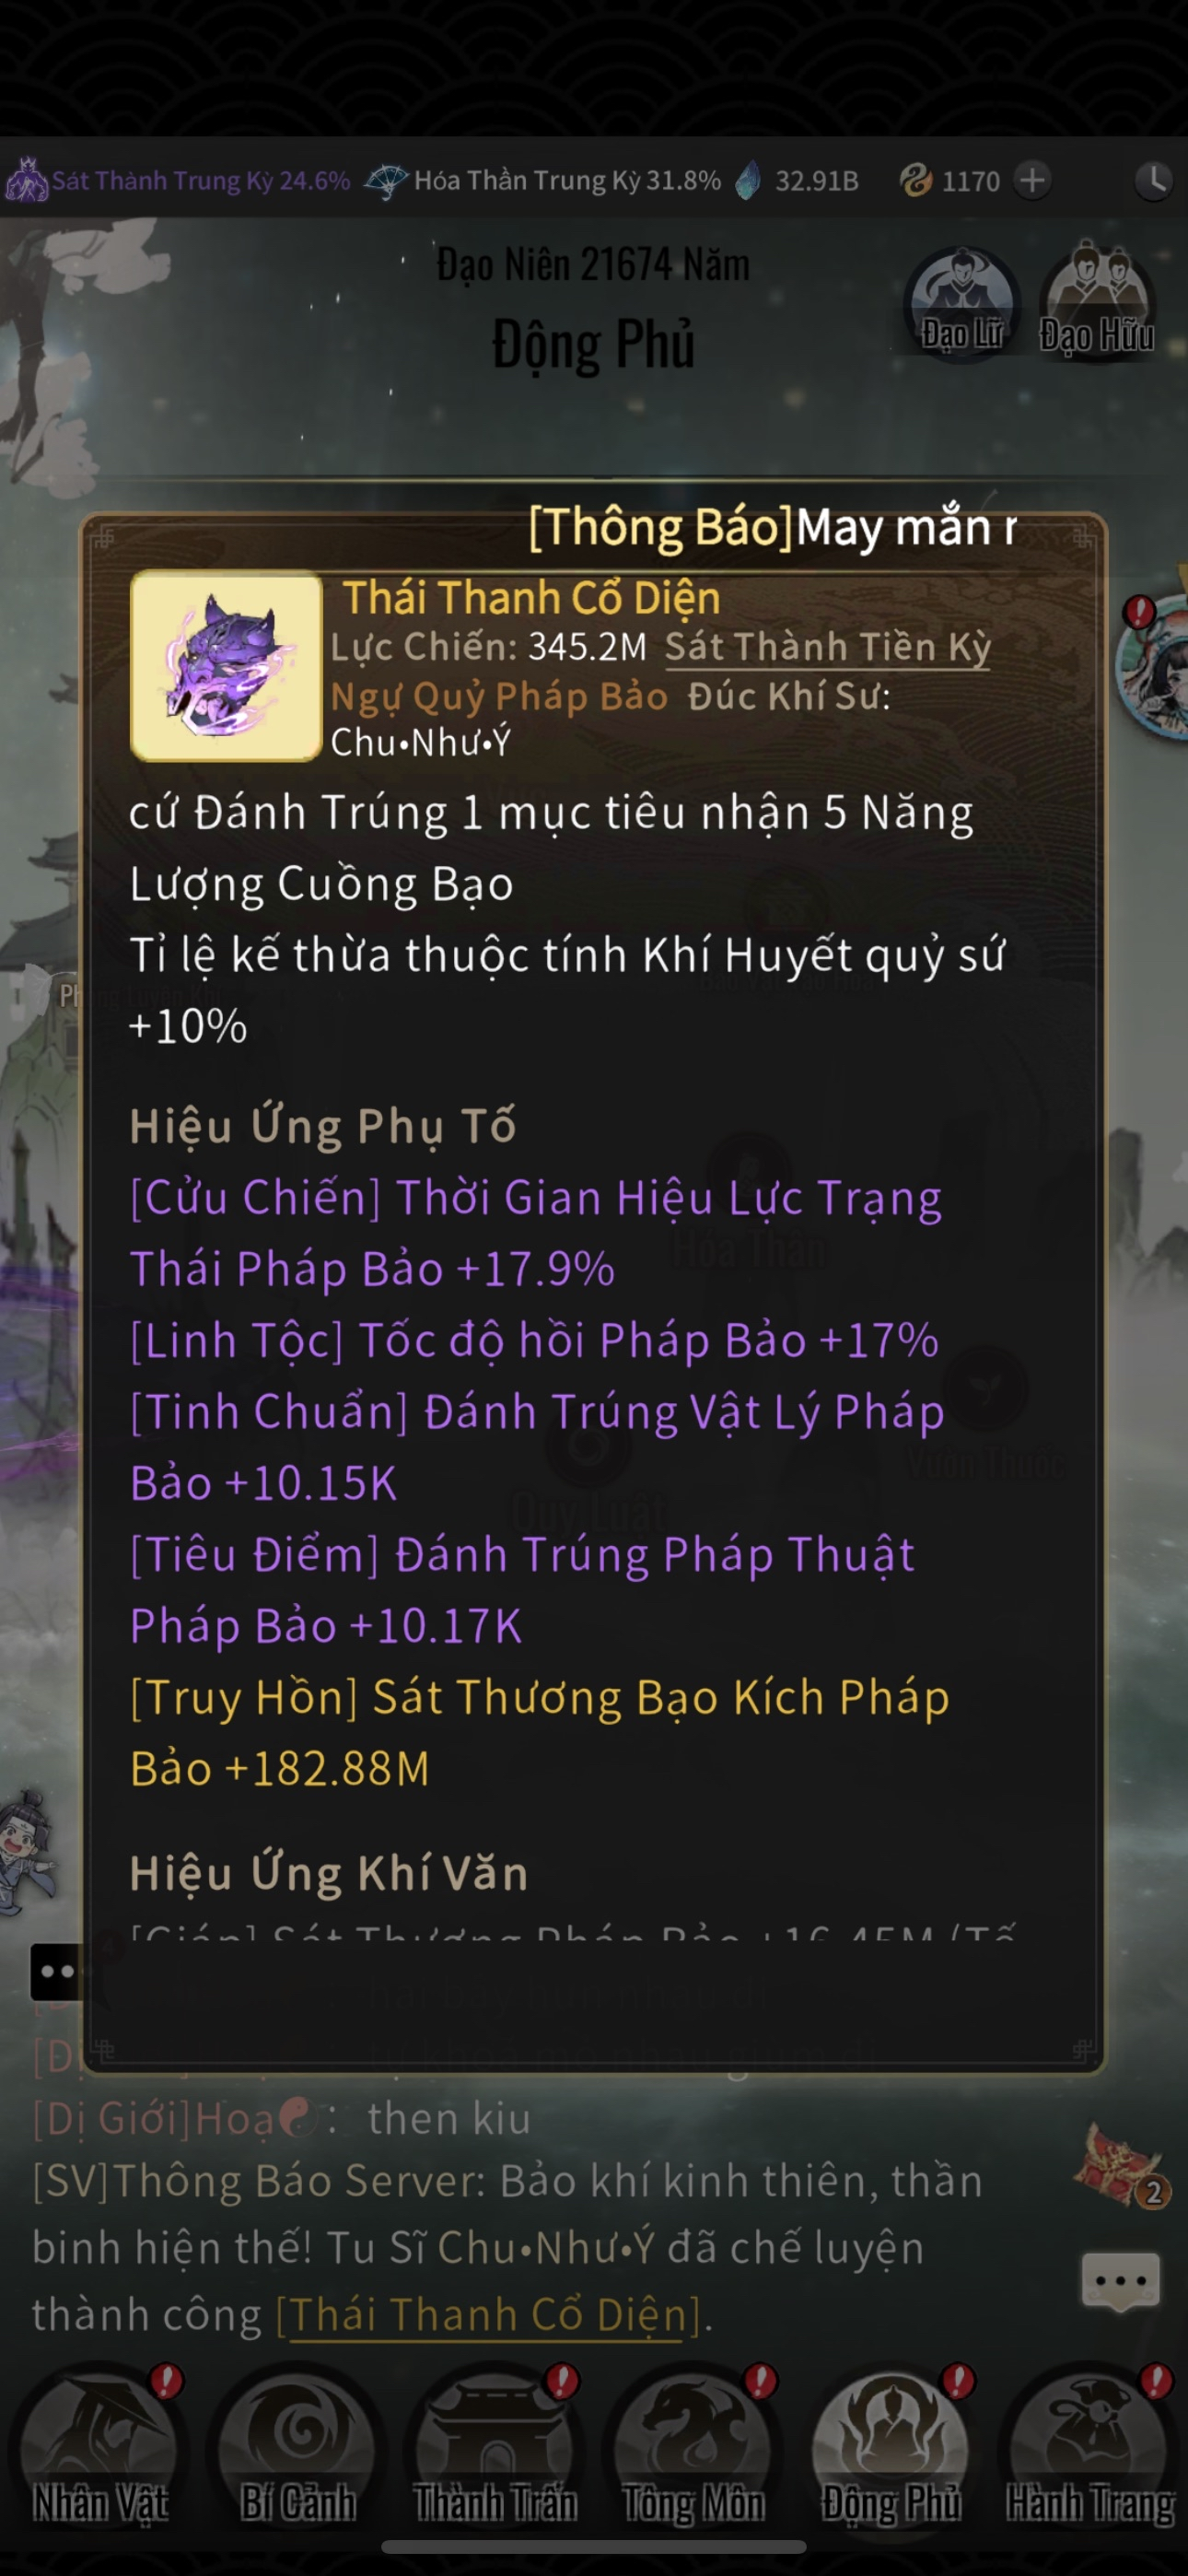 Sát Thành Trung Kỳ 24.6% Hóa Thần Trung Kỳ 31.8% 32.91B 1170
Đạo Niên 21674 Năm
Động Phủ
Đạo Lữ Đạo Hữu
[Thông Báo]May mắn
Thái Thanh Cổ Diện
Lực Chiến: 345.2M Sát Thành Tiền Kỳ
Ngự Quỷ Pháp Bảo Đúc Khí Sư:
Chu•Như•Ý
cứ Đánh Trúng 1 mục tiêu nhận 5 Năng
Lượng Cuồng Bạo
Tỉ lệ kế thừa thuộc tính Khí Huyết quỷ sứ
+10%
Hiệu Ứng Phụ Tố
[Cửu Chiến] Thời Gian Hiệu Lực Trạng
Thái Pháp Bảo +17.9%
[Linh Tộc] Tốc độ hồi Pháp Bảo +17%
[Tinh Chuẩn] Đánh Trúng Vật Lý Pháp
Bảo +10.15K
[Tiêu Điểm] Đánh Trúng Pháp Thuật
Pháp Bảo +10.17K
[Truy Hồn] Sát Thương Bạo Kích Pháp
Bảo +182.88M
Hóa Thần
Vườn Thuốc
Quy Luật
Hiệu Ứng Khí Văn
[Dị Giới]Hoạ : then kiu
[SV]Thông Báo Server: Bảo khí kinh thiên, thần
binh hiện thế! Tu Sĩ Chu•Như•Ý đã chế luyện
thành công [Thái Thanh Cổ Diện].
2
Nhân Vật Bí Cảnh Thành Trấn Tông Môn Động Phủ Hành Trang